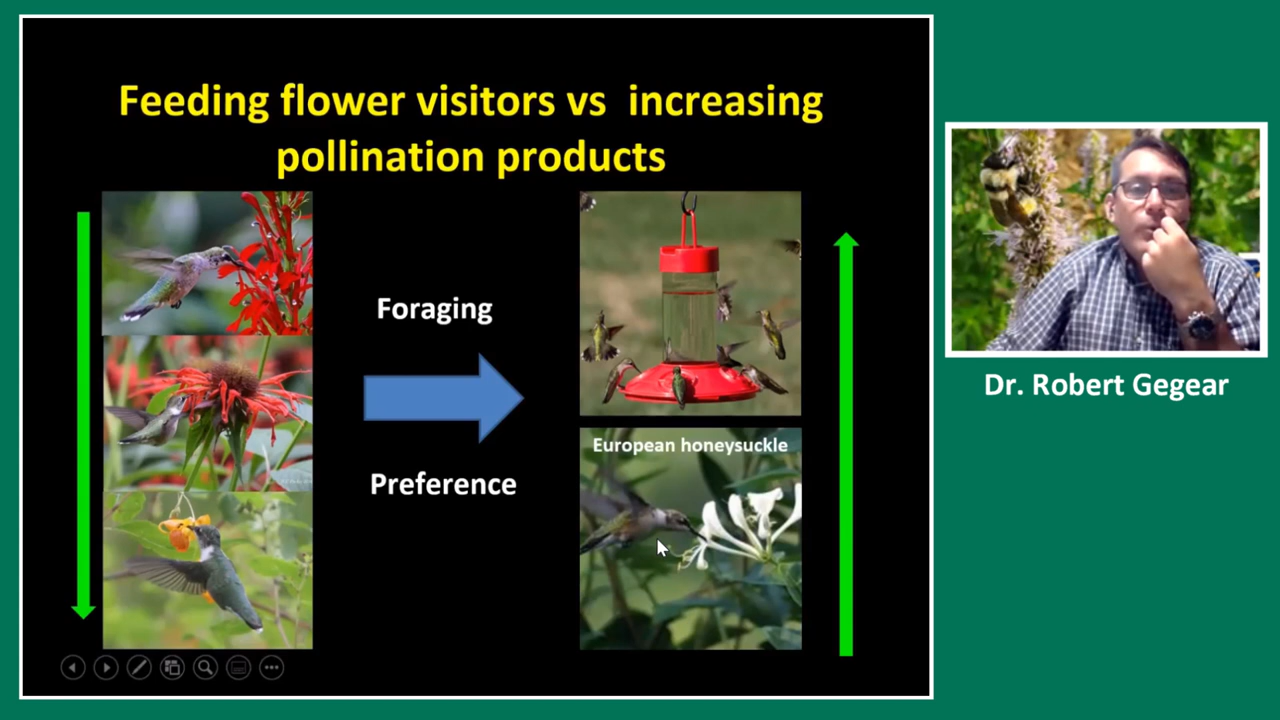 Feeding flower visitors vs increasing
pollination products
Foraging
Preference
European honeysuckle
Dr. Robert Gegear